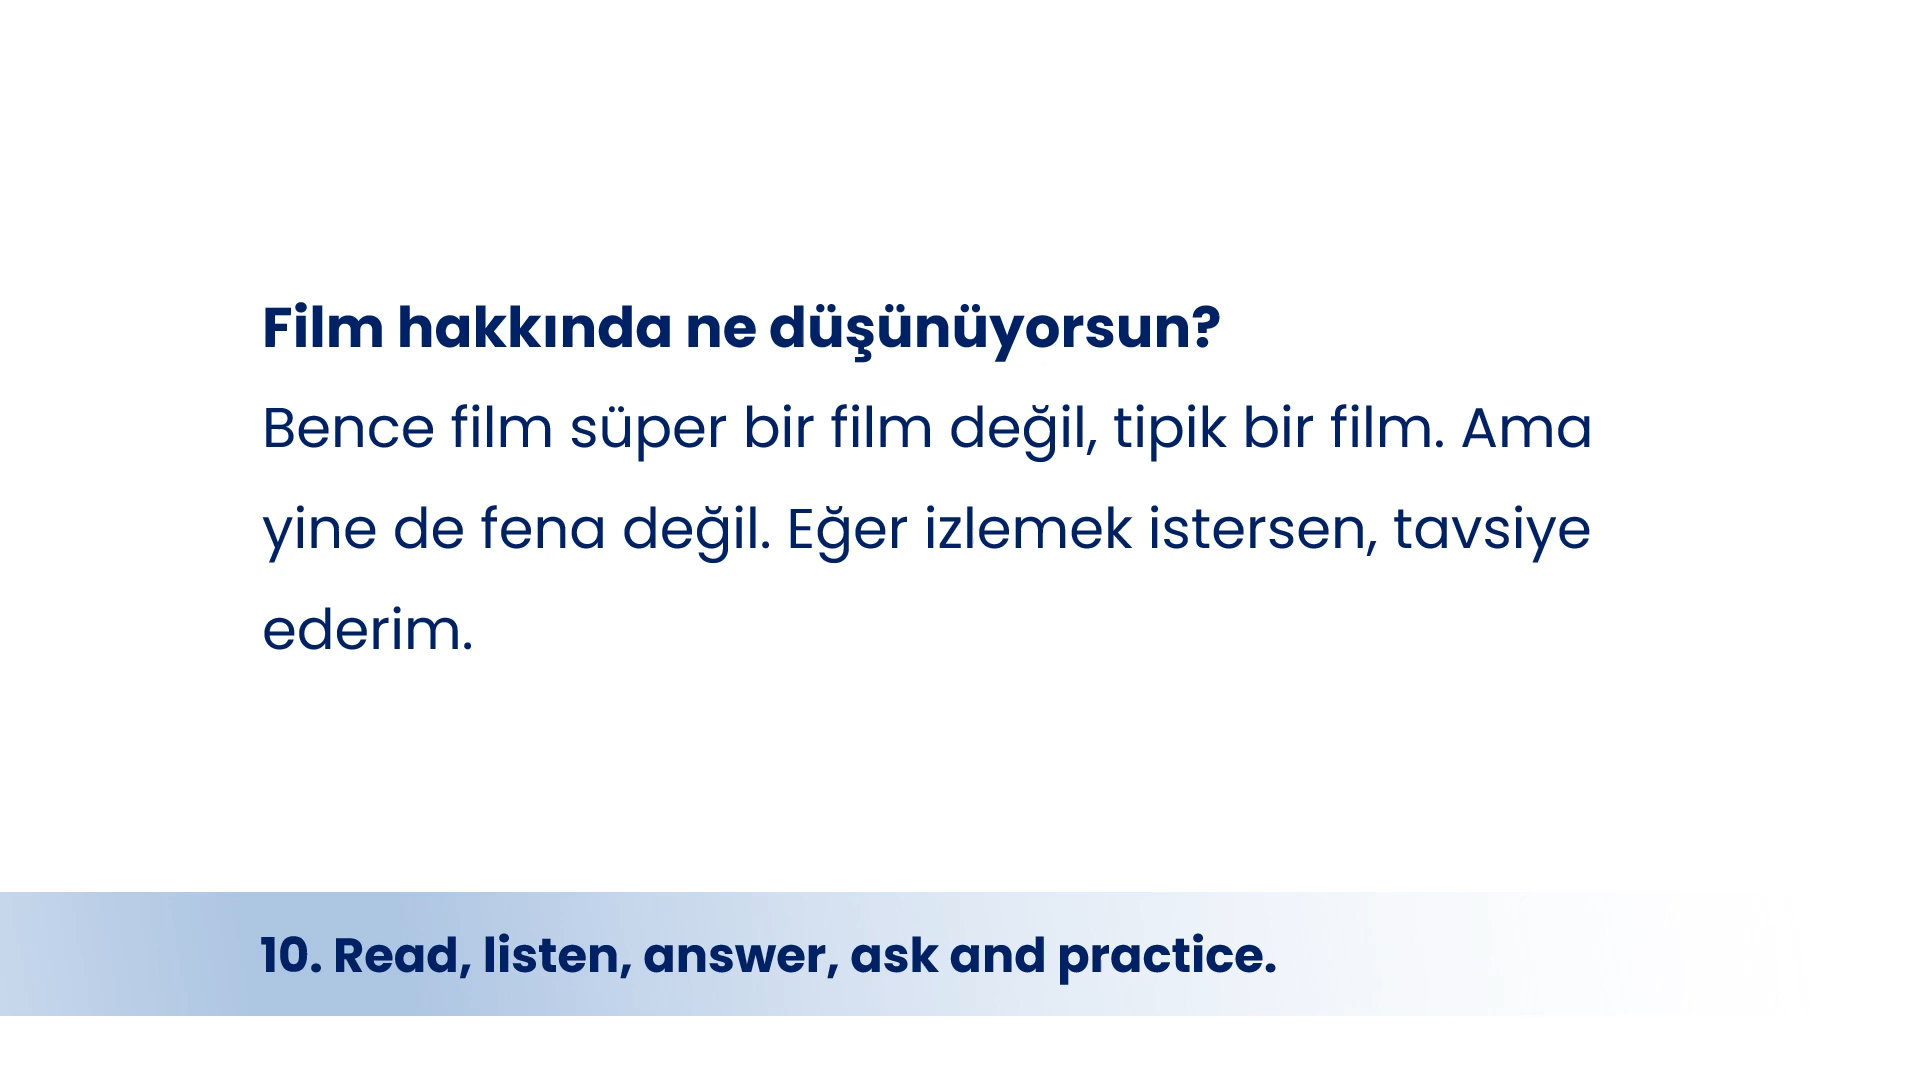 Film hakkında ne düşünüyorsun?
Bence film süper bir film değil, tipik bir film. Ama
yine de fena değil. Eğer izlemek istersen, tavsiye
ederim.
10. Read, listen, answer, ask and practice.